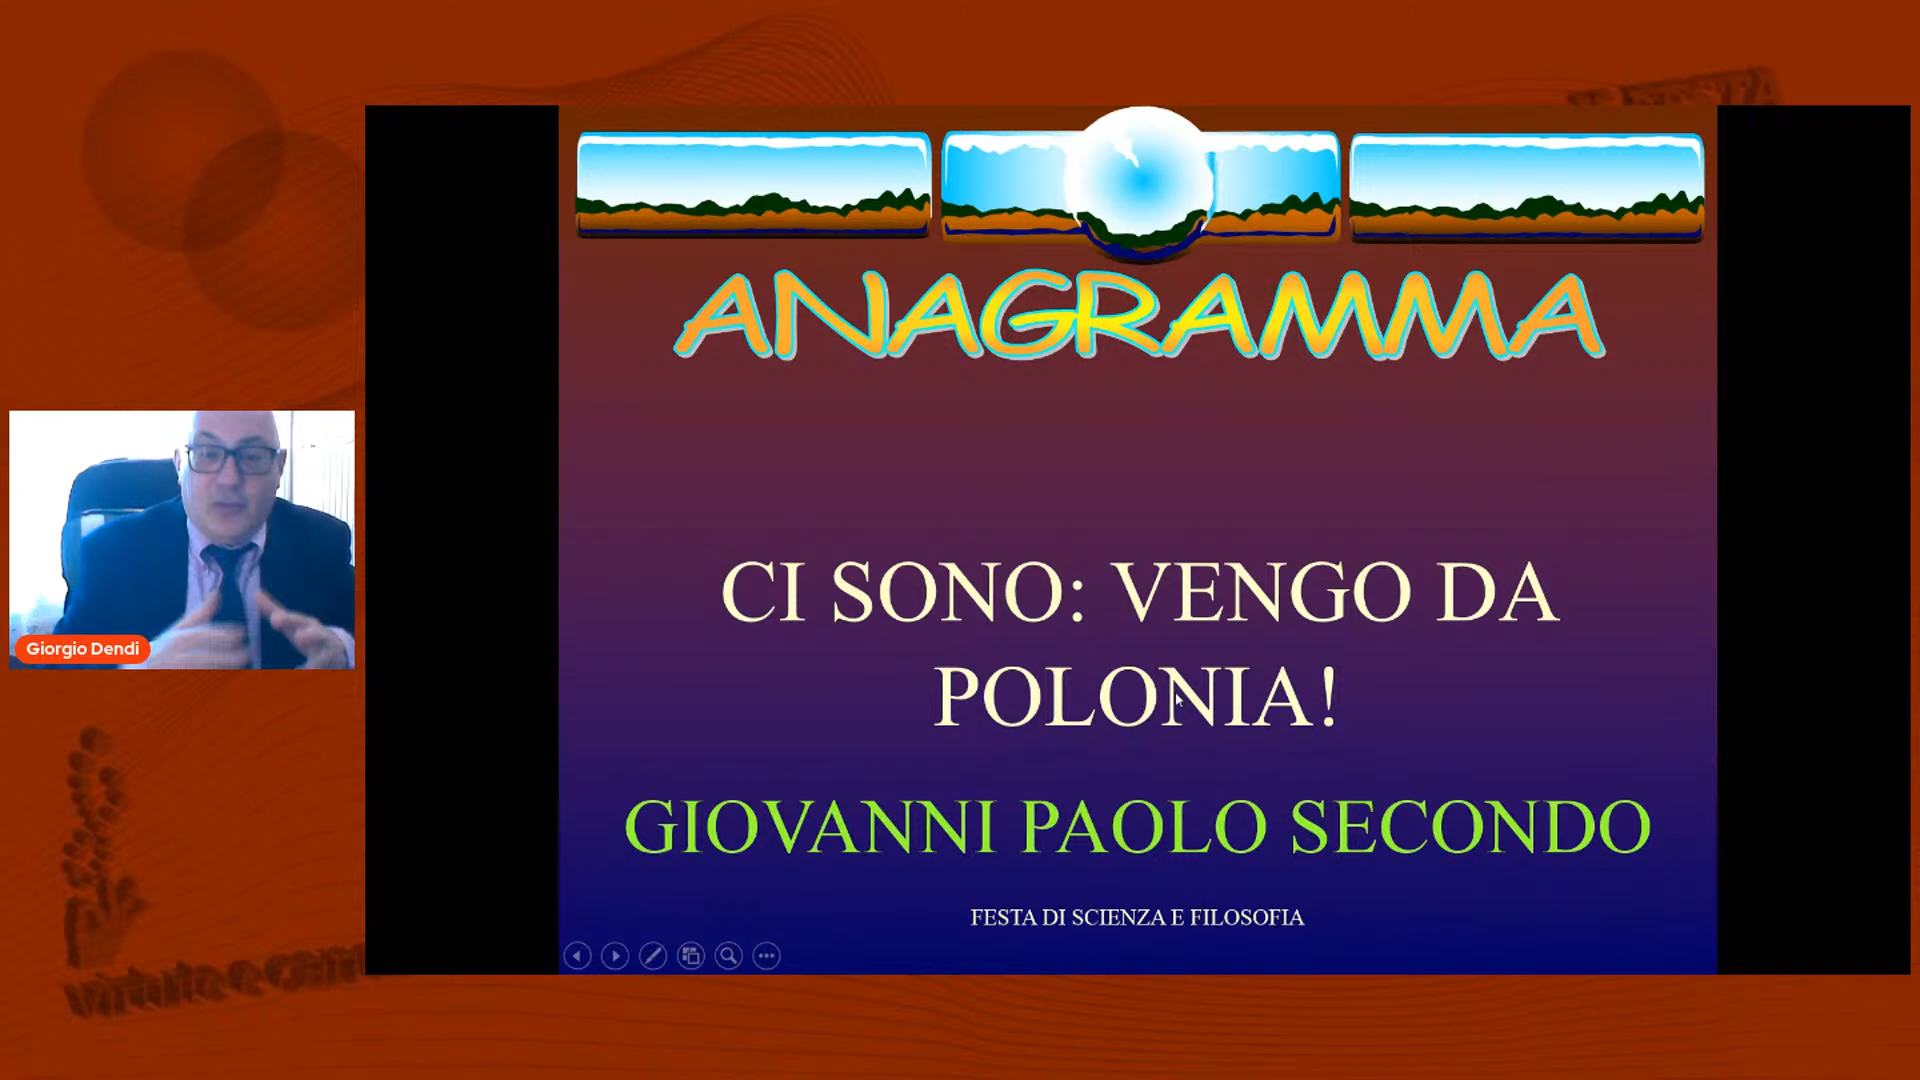 ANAGRAMMA
CI SONO: VENGO DA
POLONIA!
GIOVANNI PAOLO SECONDO
FESTA DI SCIENZA E FILOSOFIA
Giorgio Dendi